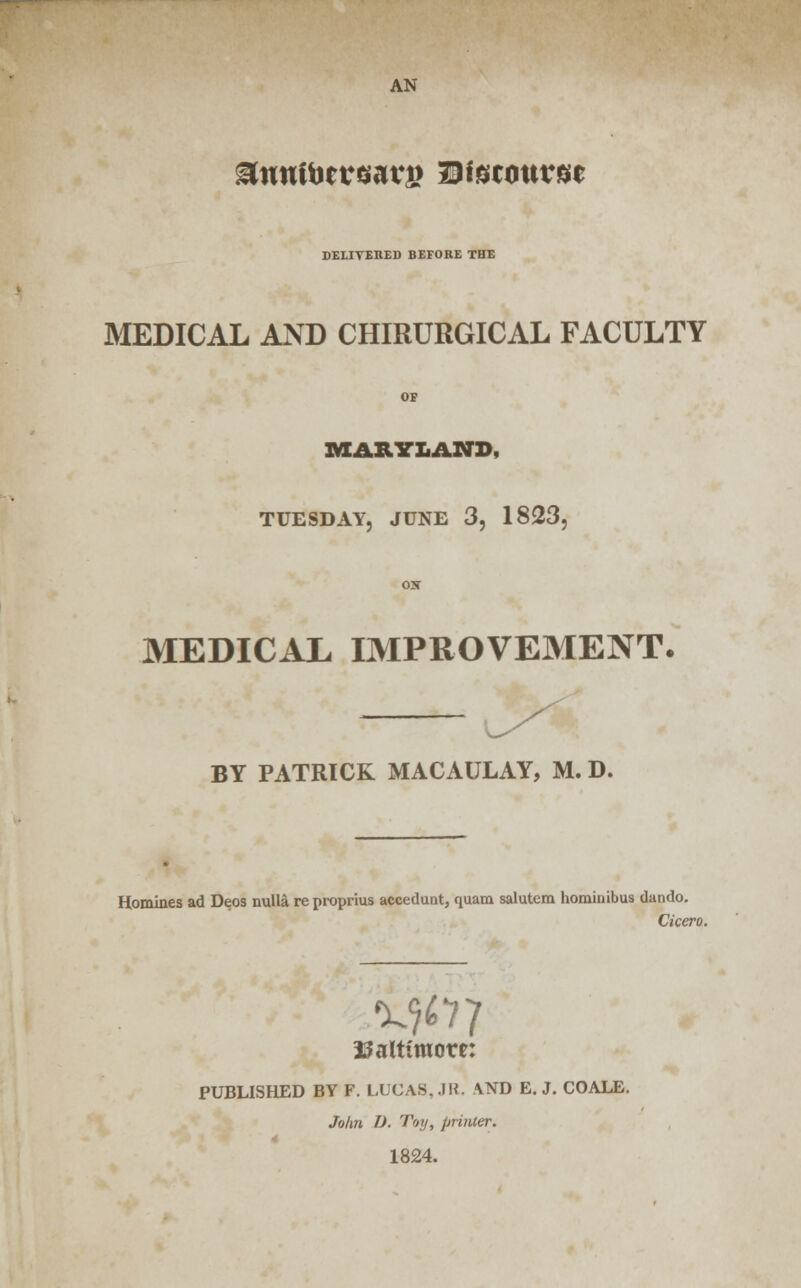 AN
Anniversary Discourse
DELIVERED BEFORE THE
MEDICAL AND CHIRURGICAL FACULTY
OF
MARYLAND,
TUESDAY, JUNE 3, 1823,
ON
MEDICAL IMPROVEMENT.
BY PATRICK MACAULAY, M. D.
Homines ad Deos nullâ re proprius accedunt, quam salutem hominibus dando.
Cicero.
Baltimore:
PUBLISHED BY F. LUCAS, JR. AND E. J. COALE.
John D. Toy, printer.
1824.